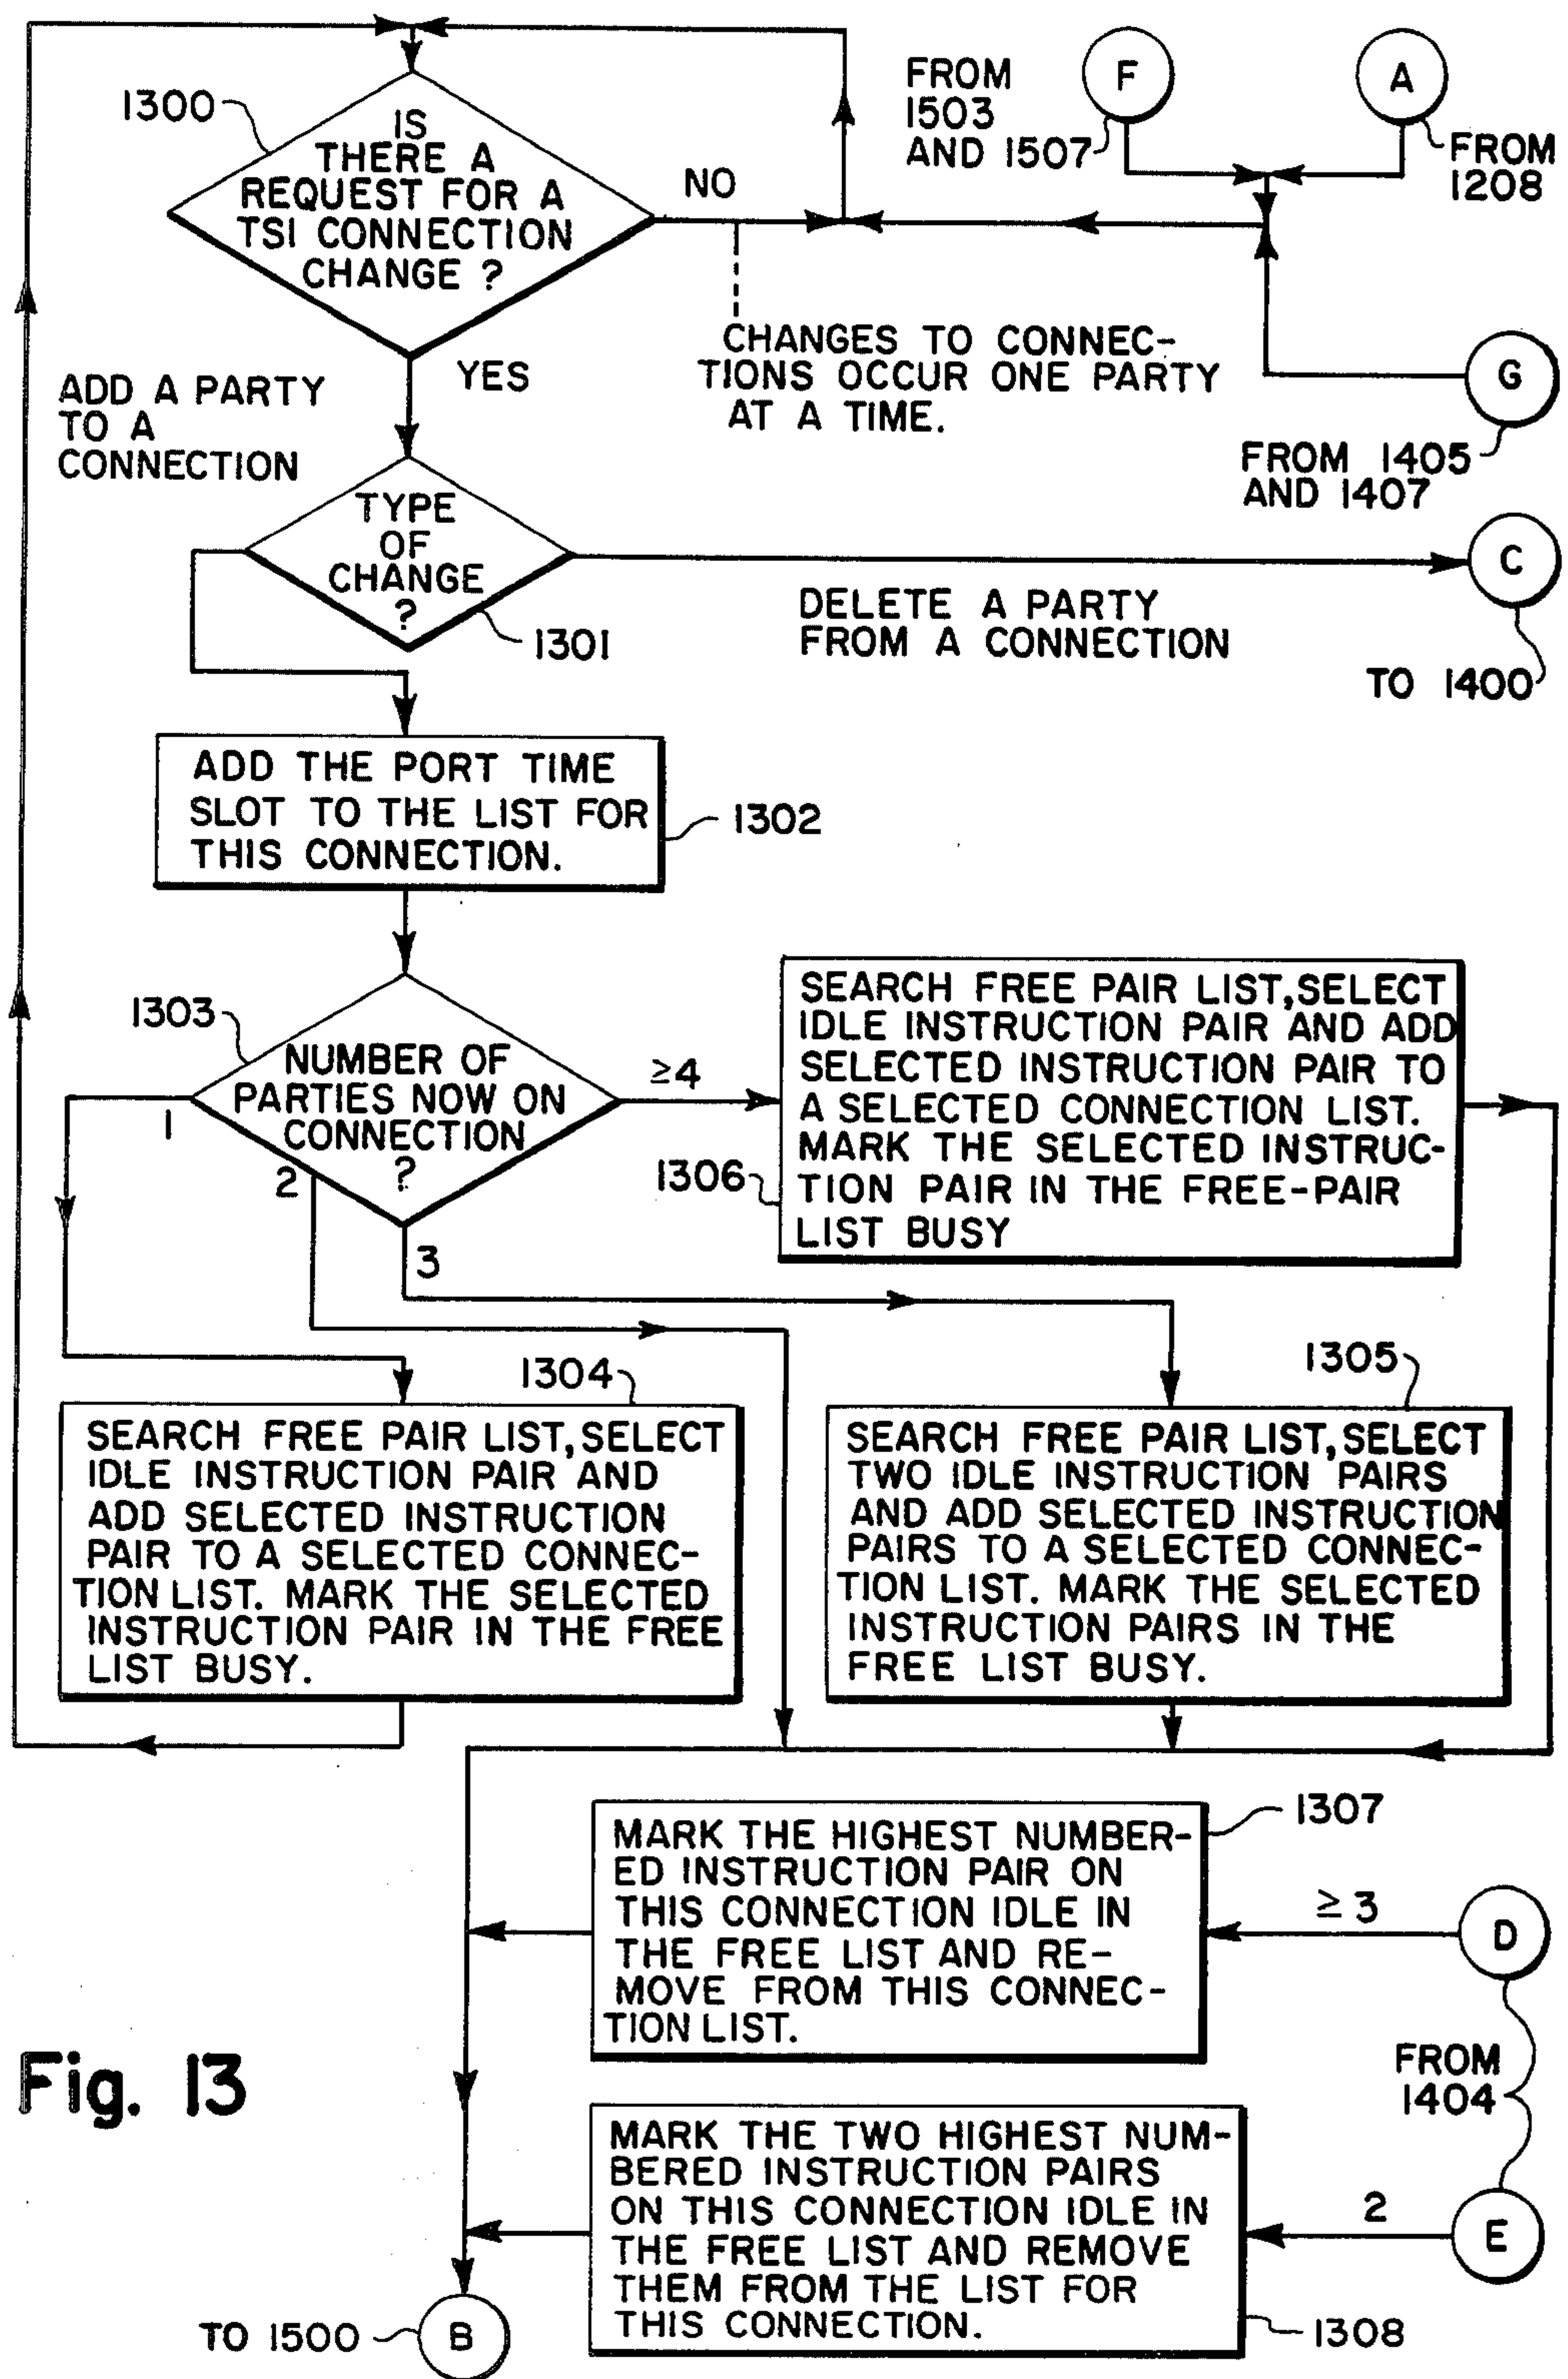 1300
IS
THERE A
REQUEST FOR A
TSI CONNECTION
CHANGE ?
NO
FROM
1503
AND 1507
F
A
FROM
1208
YES
CHANGES TO CONNEC-
TIONS OCCUR ONE PARTY
AT A TIME.
G
FROM 1405
AND 1407
ADD A PARTY
TO A
CONNECTION
TYPE
OF
CHANGE
?
1301
DELETE A PARTY
FROM A CONNECTION
C
TO 1400
ADD THE PORT TIME
SLOT TO THE LIST FOR
THIS CONNECTION.
1302
1303
NUMBER OF
PARTIES NOW ON
CONNECTION
?
1
2
3
≥4
SEARCH FREE PAIR LIST, SELECT
IDLE INSTRUCTION PAIR AND ADD
SELECTED INSTRUCTION PAIR TO
A SELECTED CONNECTION LIST.
MARK THE SELECTED INSTRUC-
TION PAIR IN THE FREE-PAIR
LIST BUSY
1306
1304
SEARCH FREE PAIR LIST, SELECT
IDLE INSTRUCTION PAIR AND
ADD SELECTED INSTRUCTION
PAIR TO A SELECTED CONNEC-
TION LIST. MARK THE SELECTED
INSTRUCTION PAIR IN THE FREE
LIST BUSY.
1305
SEARCH FREE PAIR LIST, SELECT
TWO IDLE INSTRUCTION PAIRS
AND ADD SELECTED INSTRUCTION
PAIRS TO A SELECTED CONNEC-
TION LIST. MARK THE SELECTED
INSTRUCTION PAIRS IN THE
FREE LIST BUSY.
1307
MARK THE HIGHEST NUMBER-
ED INSTRUCTION PAIR ON
THIS CONNECTION IDLE IN
THE FREE LIST AND RE-
MOVE FROM THIS CONNEC-
TION LIST.
≥ 3
D
FROM
1404
MARK THE TWO HIGHEST NUM-
BERED INSTRUCTION PAIRS
ON THIS CONNECTION IDLE IN
THE FREE LIST AND REMOVE
THEM FROM THE LIST FOR
THIS CONNECTION.
2
E
1308
TO 1500
B
Fig. 13